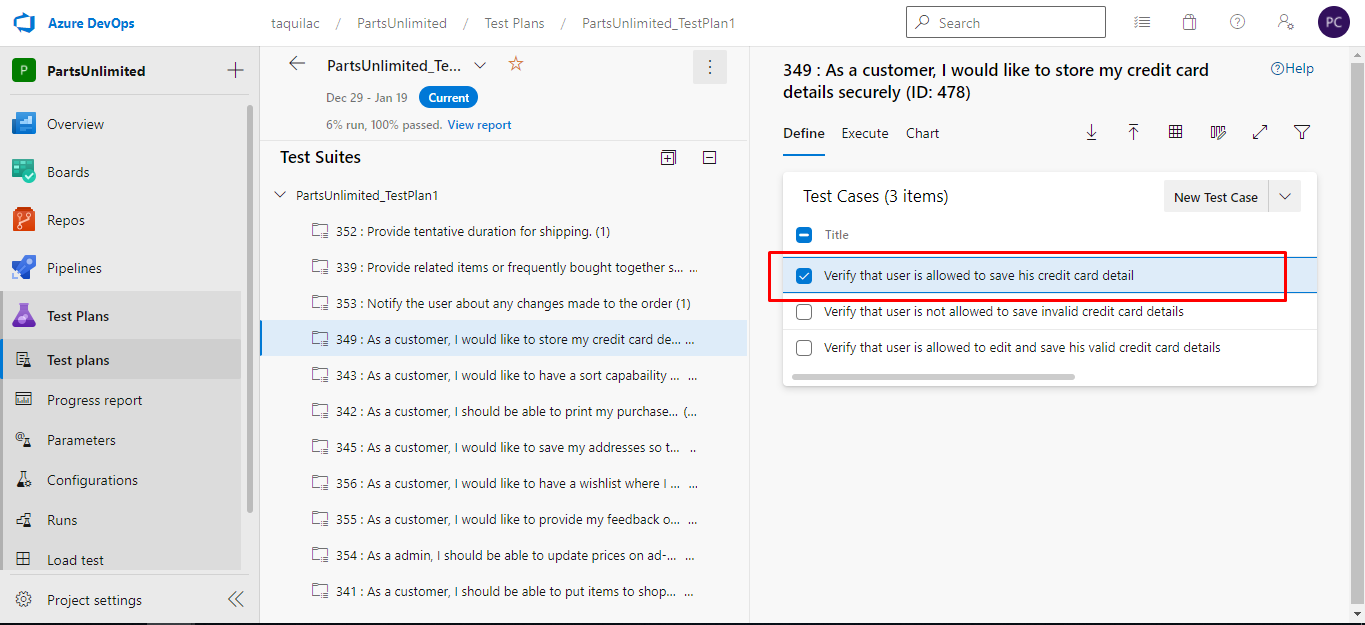 Azure DevOps
taquilac / PartsUnlimited / Test Plans / PartsUnlimited_TestPlan1
Search
PC
P PartsUnlimited
Overview
Boards
Repos
Pipelines
Test Plans
Test plans
Progress report
Parameters
Configurations
Runs
Load test
Project settings
PartsUnlimited_Te...
Dec 29 - Jan 19 Current
6% run, 100% passed. View report
Test Suites
PartsUnlimited_TestPlan1
352 : Provide tentative duration for shipping. (1)
339 : Provide related items or frequently bought together s... ...
353 : Notify the user about any changes made to the order (1)
349 : As a customer, I would like to store my credit card de... ...
343 : As a customer, I would like to have a sort capabaility ... ...
342 : As a customer, I should be able to print my purchase... (...
345 : As a customer, I would like to save my addresses so t... ..
356 : As a customer, I would like to have a wishlist where I ... ...
355 : As a customer, I would like to provide my feedback o... ...
354 : As a admin, I should be able to update prices on ad-... ...
341 : As a customer, I should be able to put items to shop... ...
349 : As a customer, I would like to store my credit card
details securely (ID: 478)
Help
Define Execute Chart
Test Cases (3 items)
New Test Case
Title
Verify that user is allowed to save his credit card detail
Verify that user is not allowed to save invalid credit card details
Verify that user is allowed to edit and save his valid credit card details